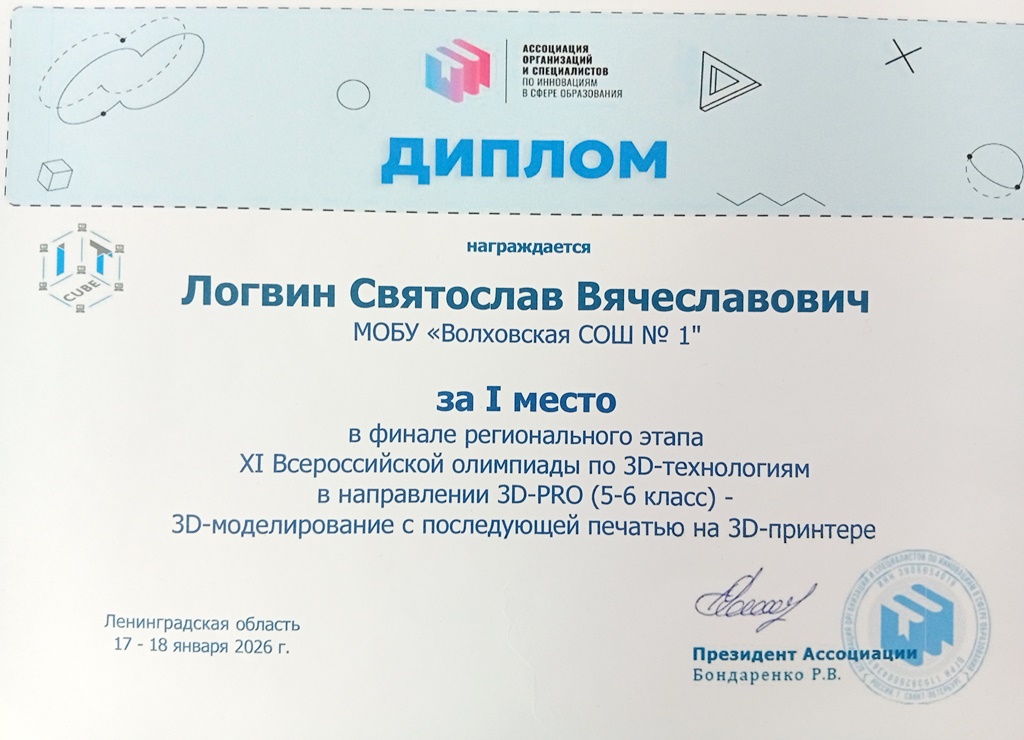 АССОЦИАЦИЯ
ОРГАНИЗАЦИЙ
И СПЕЦИАЛИСТОВ
ПО ИННОВАЦИЯМ
В СФЕРЕ ОБРАЗОВАНИЯ
ДИПЛОМ
IT
CUBE
награждается
Логвин Святослав Вячеславович
МОБУ «Волховская СОШ № 1"
за I место
в финале регионального этапа
XI Всероссийской олимпиады по 3D-технологиям
в направлении 3D-PRO (5-6 класс) -
3D-моделирование с последующей печатью на 3D-принтере
Ленинградская область
17 - 18 января 2026 г.
Президент Ассоциации
Бондаренко Р.В.